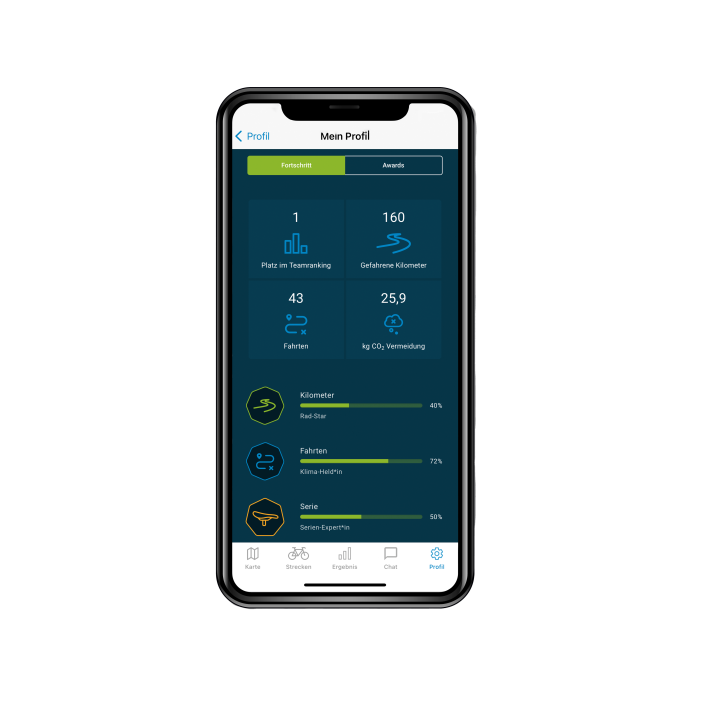 Profil
Mein Profil
Fortschritt
Awards
1
Platz im Teamranking
160
Gefahrene Kilometer
43
Fahrten
25,9
kg CO₂ Vermeidung
Kilometer
40%
Rad-Star
Fahrten
72%
Klima-Held*in
Serie
50%
Serien-Expert*in
Karte
Strecken
Ergebnis
Chat
Profil